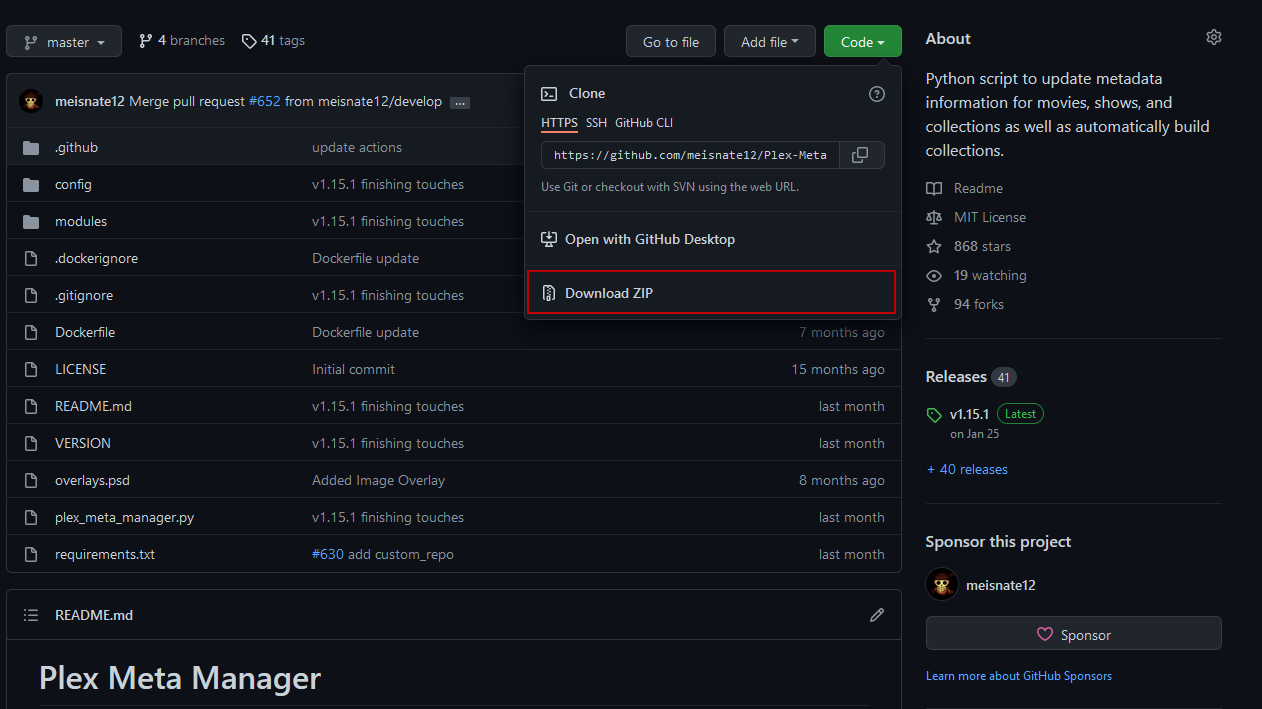 master
4 branches
41 tags
Go to file
Add file
Code
meisnate12 Merge pull request #652 from meisnate12/develop ...
.github update actions
config v1.15.1 finishing touches
modules v1.15.1 finishing touches
.dockerignore Dockerfile update
.gitignore v1.15.1 finishing touches
Dockerfile Dockerfile update 7 months ago
LICENSE Initial commit 15 months ago
README.md v1.15.1 finishing touches last month
VERSION v1.15.1 finishing touches last month
overlays.psd Added Image Overlay 8 months ago
plex_meta_manager.py v1.15.1 finishing touches last month
requirements.txt #630 add custom_repo last month
Clone
HTTPS SSH GitHub CLI
https://github.com/meisnate12/Plex-Meta
Use Git or checkout with SVN using the web URL.
Open with GitHub Desktop
Download ZIP
README.md
Plex Meta Manager
About
Python script to update metadata
information for movies, shows, and
collections as well as automatically build
collections.
Readme
MIT License
868 stars
19 watching
94 forks
Releases 41
v1.15.1 Latest
on Jan 25
+ 40 releases
Sponsor this project
meisnate12
Sponsor
Learn more about GitHub Sponsors